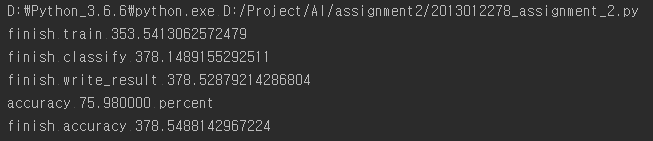 D:₩Python_3.6.6₩python.exe D:/Project/AI/assignment2/2013012278_assignment_2.py
finish train 353.5413062572479
finish classify 378.1489155292511
finish write_result 378.52879214286804
accuracy 75.980000 percent
finish accuracy 378.5488142967224